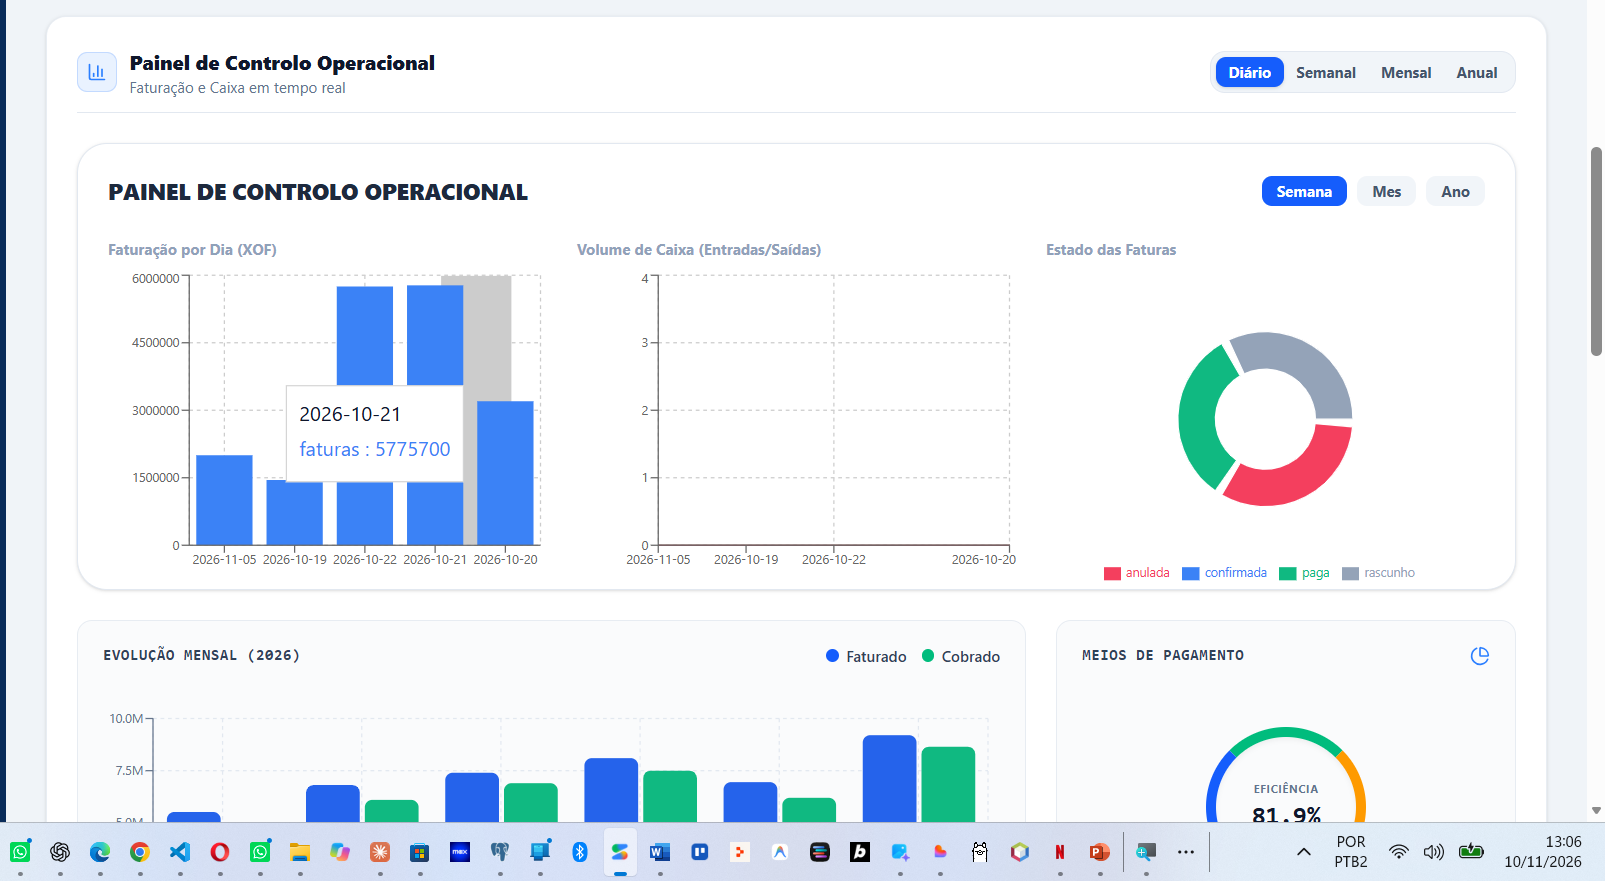 Painel de Controlo Operacional
Faturação e Caixa em tempo real
Diário Semanal Mensal Anual
PAINEL DE CONTROLO OPERACIONAL
Semana Mes Ano
Faturação por Dia (XOF)
6000000
4500000
3000000
1500000
0
2026-11-05 2026-10-19 2026-10-22 2026-10-21 2026-10-20
2026-10-21
faturas : 5775700
Volume de Caixa (Entradas/Saídas)
4
3
2
1
0
2026-11-05 2026-10-19 2026-10-22 2026-10-20
Estado das Faturas
anulada confirmada paga rascunho
EVOLUÇÃO MENSAL (2026)
Faturado Cobrado
10.0M
7.5M
5.0M
MEIOS DE PAGAMENTO
EFICIÊNCIA
81.9%
POR
PTB2
13:06
10/11/2026